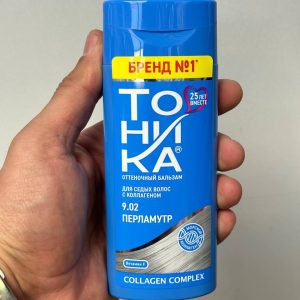 БРЕНД №1*
ТО
НИ
КА®
25 ЛЕТ
ВМЕСТЕ
ОТТЕНОЧНЫЙ БАЛЬЗАМ
ДЛЯ СЕДЫХ ВОЛОС
С КОЛЛАГЕНОМ
9.02
ПЕРЛАМУТР
COLLAGEN COMPLEX